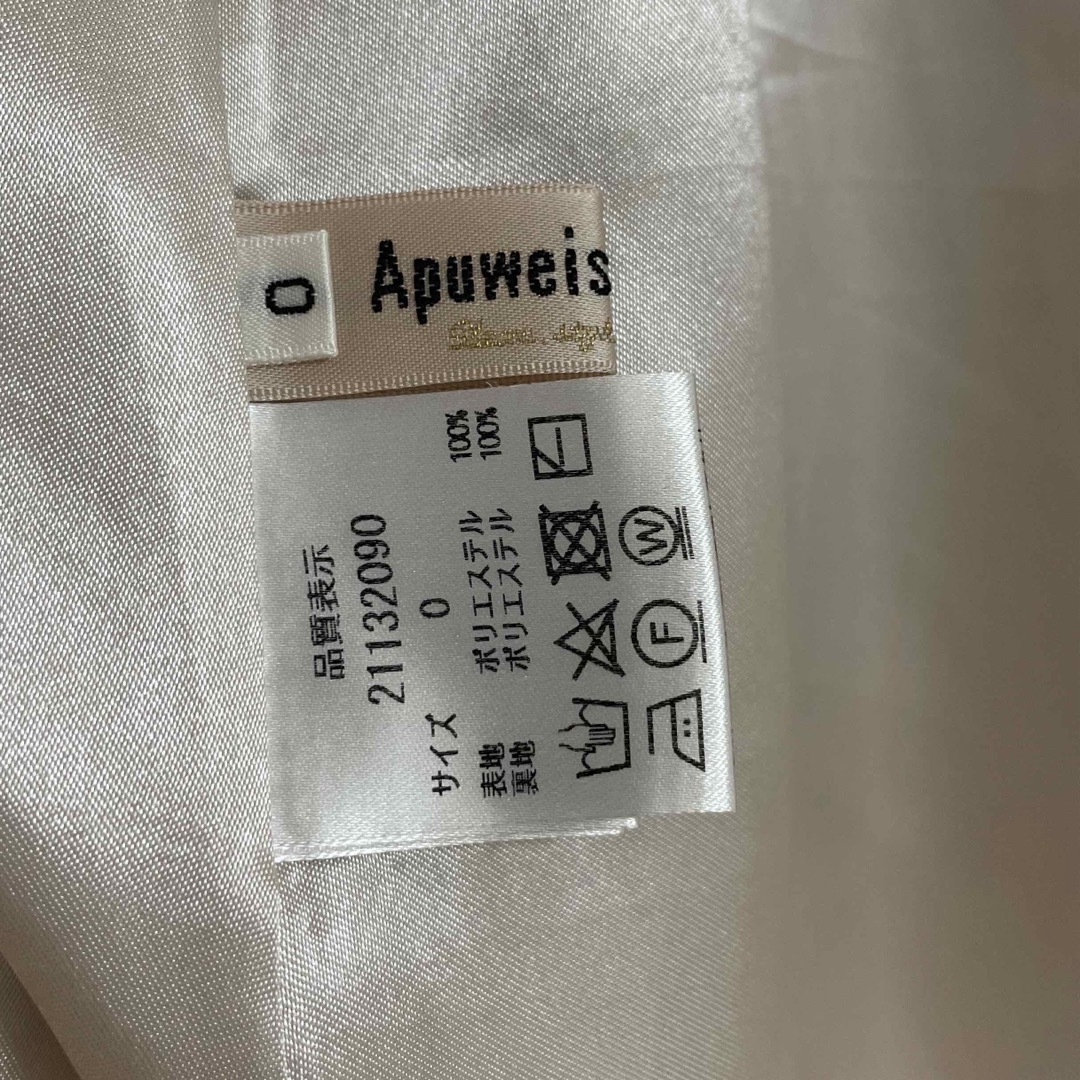 Apuweis
0
品質表示
21132090
サイズ 0
表地 ポリエステル 100%
裏地 ポリエステル 100%
F
W